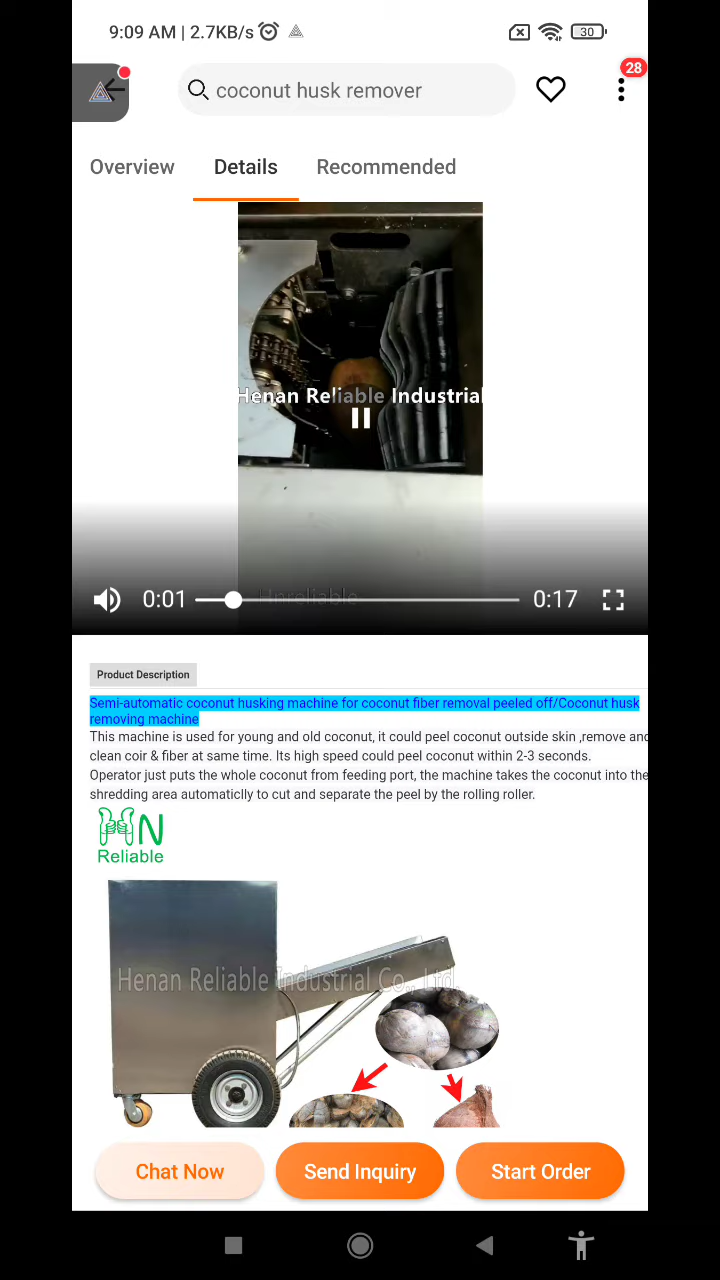 9:09 AM | 2.7KB/s
30
coconut husk remover
28
Overview
Details
Recommended
Henan Reliable Industrial
0:01
Hnreliable
0:17
Product Description
Semi-automatic coconut husking machine for coconut fiber removal peeled off/Coconut husk
removing machine
This machine is used for young and old coconut, it could peel coconut outside skin ,remove and
clean coir & fiber at same time. Its high speed could peel coconut within 2-3 seconds.
Operator just puts the whole coconut from feeding port, the machine takes the coconut into the
shredding area automaticlly to cut and separate the peel by the rolling roller.
HN
Reliable
Henan Reliable Industrial Co., Ltd.
Chat Now
Send Inquiry
Start Order